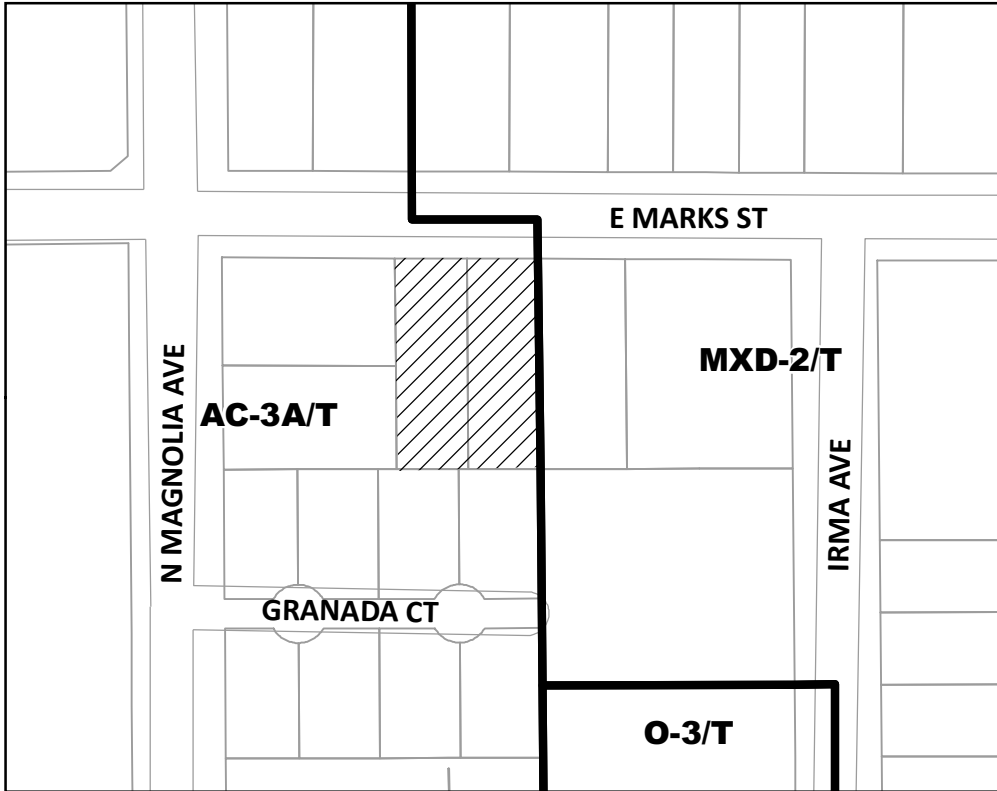 E MARKS ST
MXD-2/T
N MAGNOLIA AVE
AC-3A/T
IRMA AVE
GRANADA CT
O-3/T